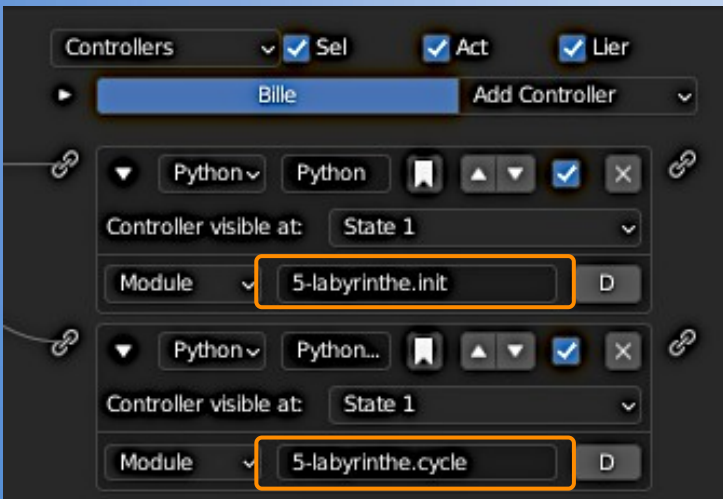 Controllers Sel Act Lier
Bille Add Controller
Python Python
Controller visible at: State 1
Module 5-labyrinthe.init D
Python Python...
Controller visible at: State 1
Module 5-labyrinthe.cycle D